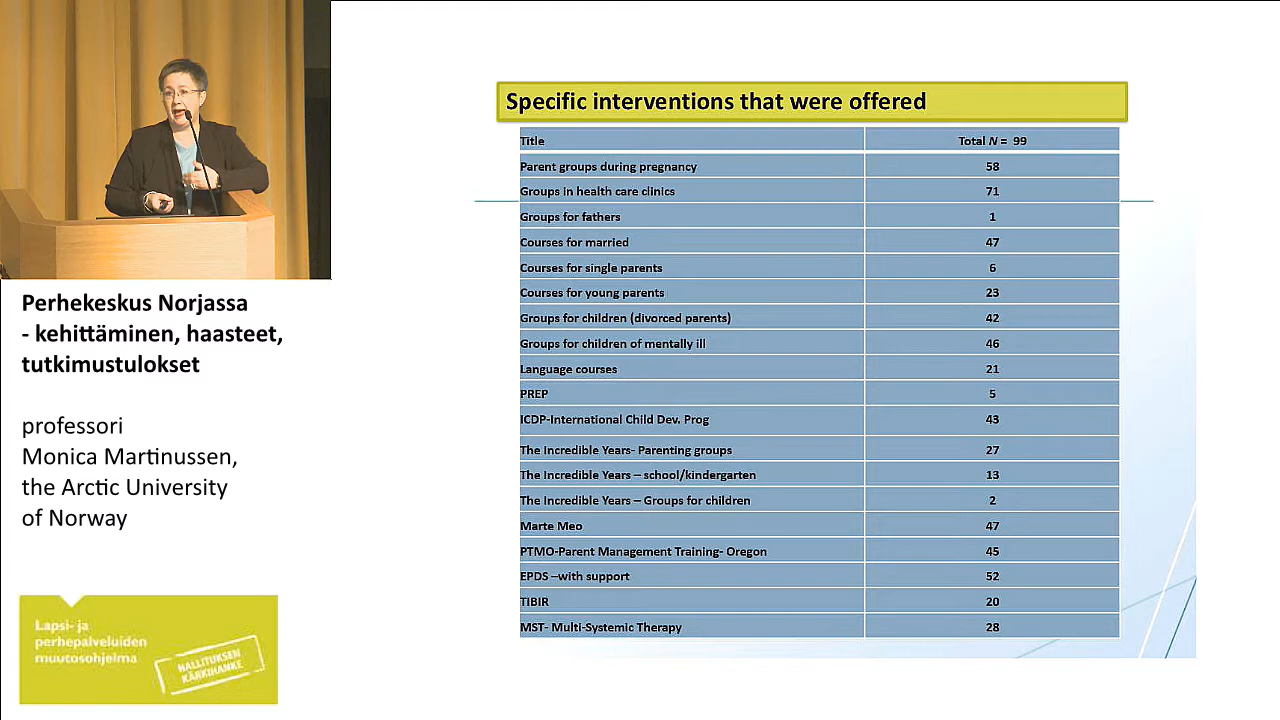 Specific interventions that were offered
Title Total N = 99
Parent groups during pregnancy 58
Groups in health care clinics 71
Groups for fathers 1
Courses for married 47
Courses for single parents 6
Courses for young parents 23
Groups for children (divorced parents) 42
Groups for children of mentally ill 46
Language courses 21
PREP 5
ICDP-International Child Dev. Prog 43
The Incredible Years- Parenting groups 27
The Incredible Years – school/kindergarten 13
The Incredible Years – Groups for children 2
Marte Meo 47
PTMO-Parent Management Training- Oregon 45
EPDS –with support 52
TIBIR 20
MST- Multi-Systemic Therapy 28
Perhekeskus Norjassa
- kehittäminen, haasteet,
tutkimustulokset
professori
Monica Martinussen,
the Arctic University
of Norway
Lapsi- ja
perhepalveluiden
muutosohjelma
HALLITUKSEN
KÄRKIHANKE